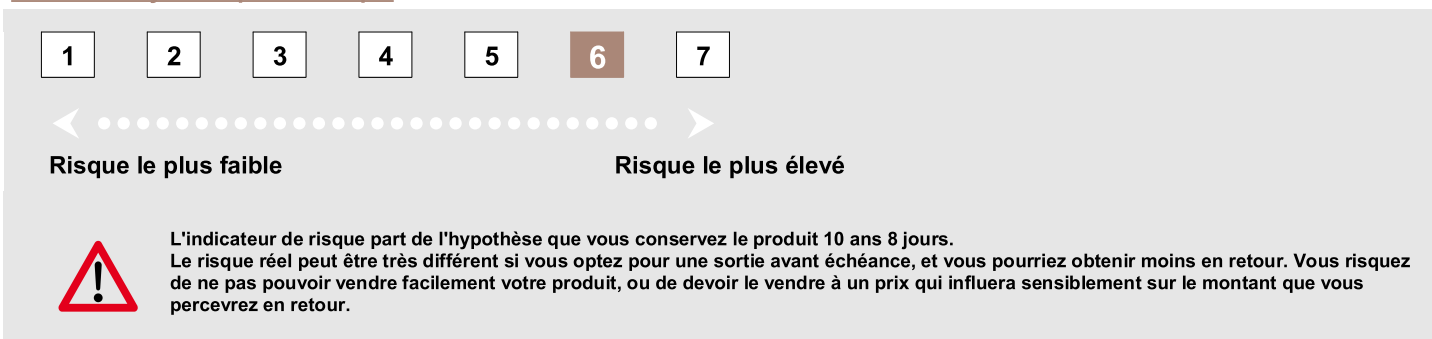 1 2 3 4 5 6 7
Risque le plus faible Risque le plus élevé
L'indicateur de risque part de l'hypothèse que vous conservez le produit 10 ans 8 jours.
Le risque réel peut être très différent si vous optez pour une sortie avant échéance, et vous pourriez obtenir moins en retour. Vous risquez
de ne pas pouvoir vendre facilement votre produit, ou de devoir le vendre à un prix qui influera sensiblement sur le montant que vous
percevrez en retour.